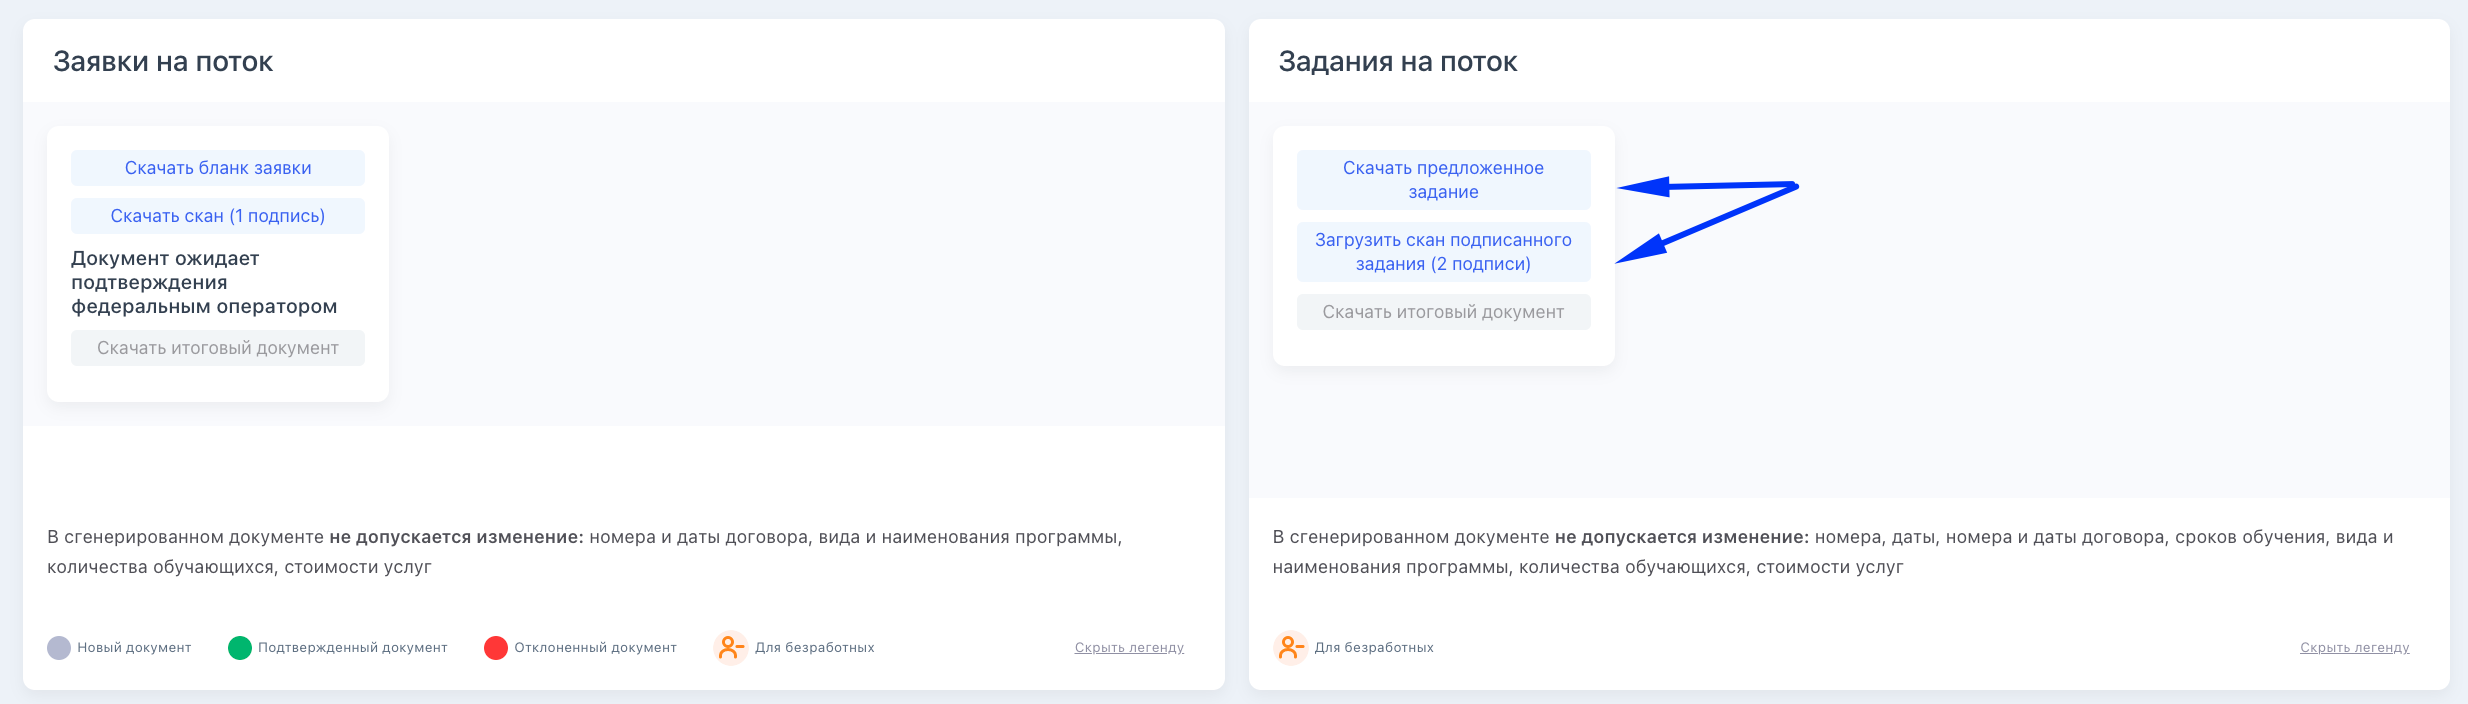 Заявки на поток
Скачать бланк заявки
Скачать скан (1 подпись)
Документ ожидает
подтверждения
федеральным оператором
Скачать итоговый документ
В сгенерированном документе не допускается изменение: номера и даты договора, вида и наименования программы,
количества обучающихся, стоимости услуг
Новый документ
Подтвержденный документ
Отклоненный документ
Для безработных
Скрыть легенду
Задания на поток
Скачать предложенное
задание
Загрузить скан подписанного
задания (2 подписи)
Скачать итоговый документ
В сгенерированном документе не допускается изменение: номера, даты, номера и даты договора, сроков обучения, вида и
наименования программы, количества обучающихся, стоимости услуг
Для безработных
Скрыть легенду